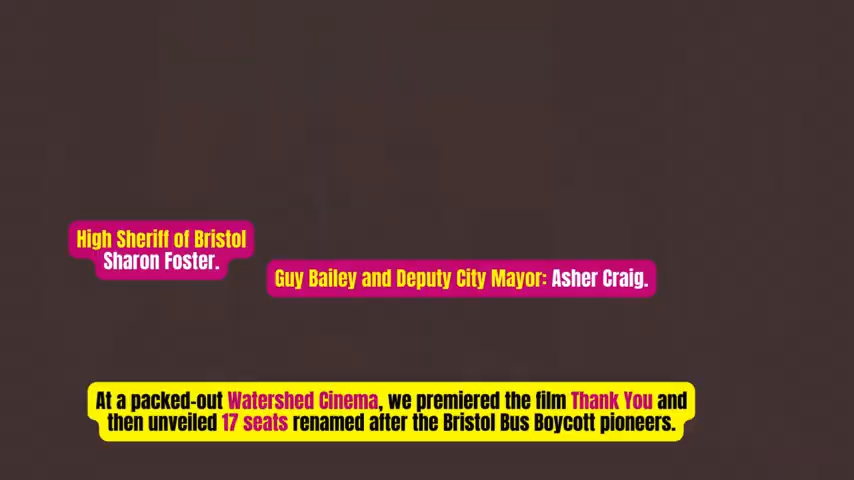 High Sheriff of Bristol
Sharon Foster.
Guy Bailey and Deputy City Mayor: Asher Craig.
At a packed-out Watershed Cinema, we premiered the film Thank You and
then unveiled 17 seats renamed after the Bristol Bus Boycott pioneers.